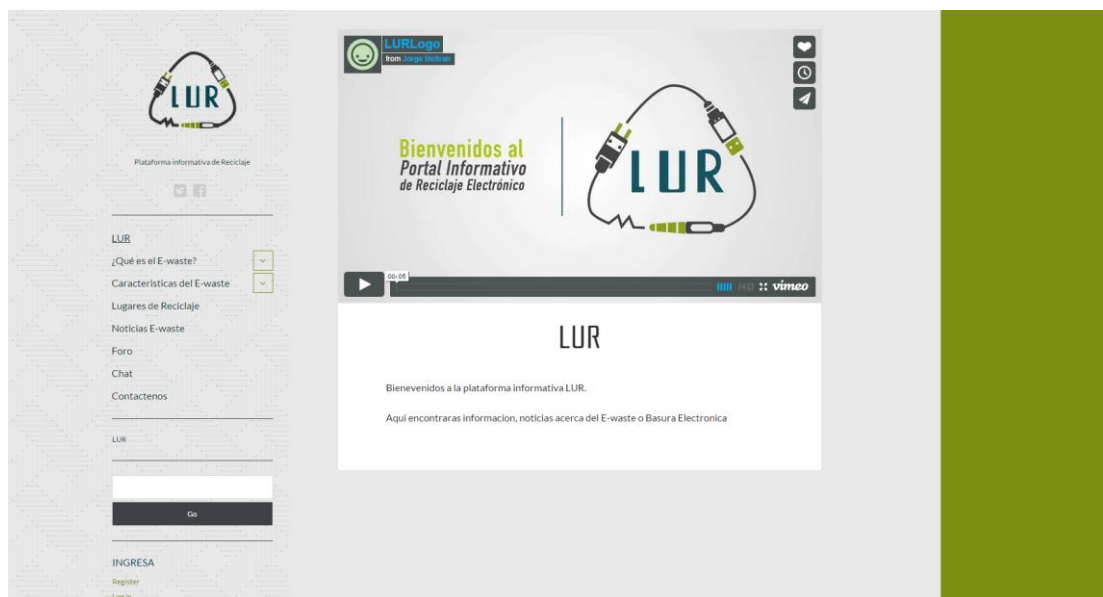 LUR
Plataforma informativa de Reciclaje
LUR
¿Qué es el E-waste?
Caracteristicas del E-waste
Lugares de Reciclaje
Noticias E-waste
Foro
Chat
Contactenos
LUR
Go
INGRESA
Register
Log in
LURLogo
from Jorge Beltran
Bienvenidos al
Portal Informativo
de Reciclaje Electrónico
LUR
00:05
HD vimeo
LUR
Bienevenidos a la plataforma informativa LUR.
Aqui encontraras informacion, noticias acerca del E-waste o Basura Electronica